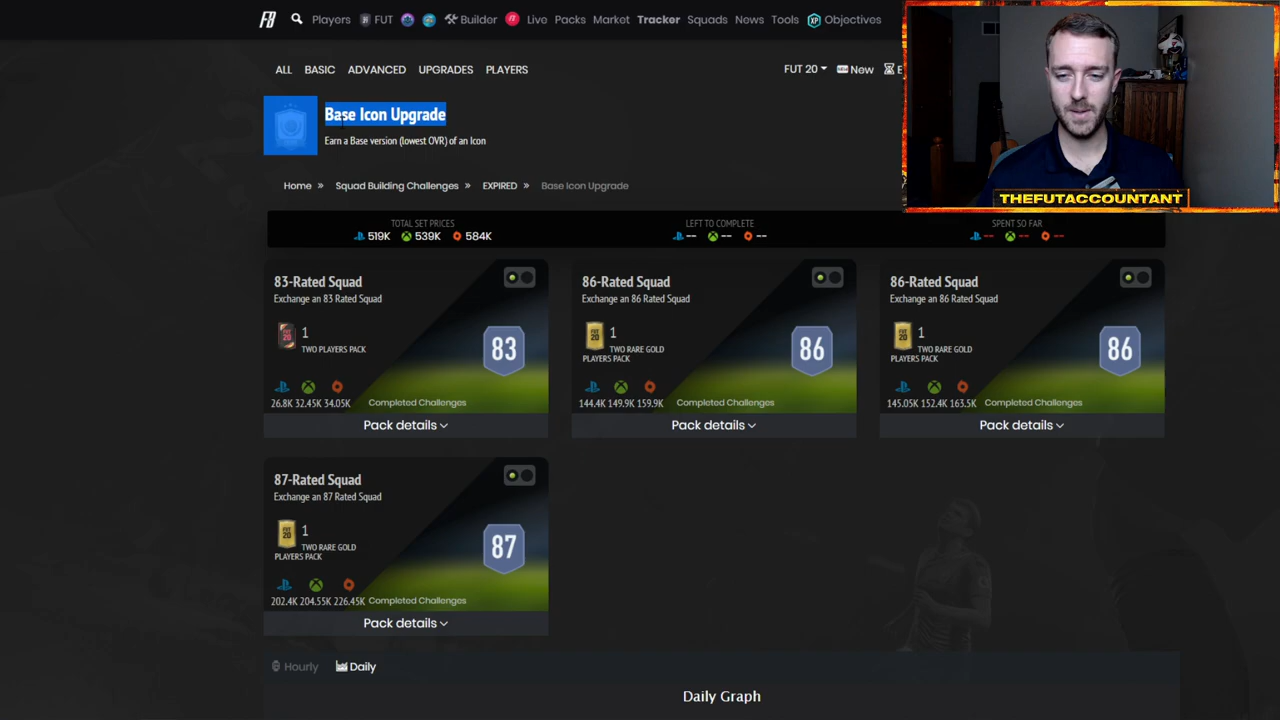 Players FUT Builder Live Packs Market Tracker Squads News Tools XP Objectives
ALL BASIC ADVANCED UPGRADES PLAYERS
FUT 20 New E
Base Icon Upgrade
Earn a Base version (lowest OVR) of an Icon
Home » Squad Building Challenges » EXPIRED » Base Icon Upgrade
THEFUTACCOUNTANT
TOTAL SET PRICES
519K 539K 584K
LEFT TO COMPLETE
-- -- --
SPENT SO FAR
-- -- --
83-Rated Squad
Exchange an 83 Rated Squad
1
TWO PLAYERS PACK
83
26.8K 32.45K 34.05K Completed Challenges
Pack details
86-Rated Squad
Exchange an 86 Rated Squad
1
TWO RARE GOLD
PLAYERS PACK
86
144.4K 149.9K 159.9K Completed Challenges
Pack details
86-Rated Squad
Exchange an 86 Rated Squad
1
TWO RARE GOLD
PLAYERS PACK
86
145.05K 152.4K 163.5K Completed Challenges
Pack details
87-Rated Squad
Exchange an 87 Rated Squad
1
TWO RARE GOLD
PLAYERS PACK
87
202.4K 204.55K 226.45K Completed Challenges
Pack details
Hourly Daily
Daily Graph